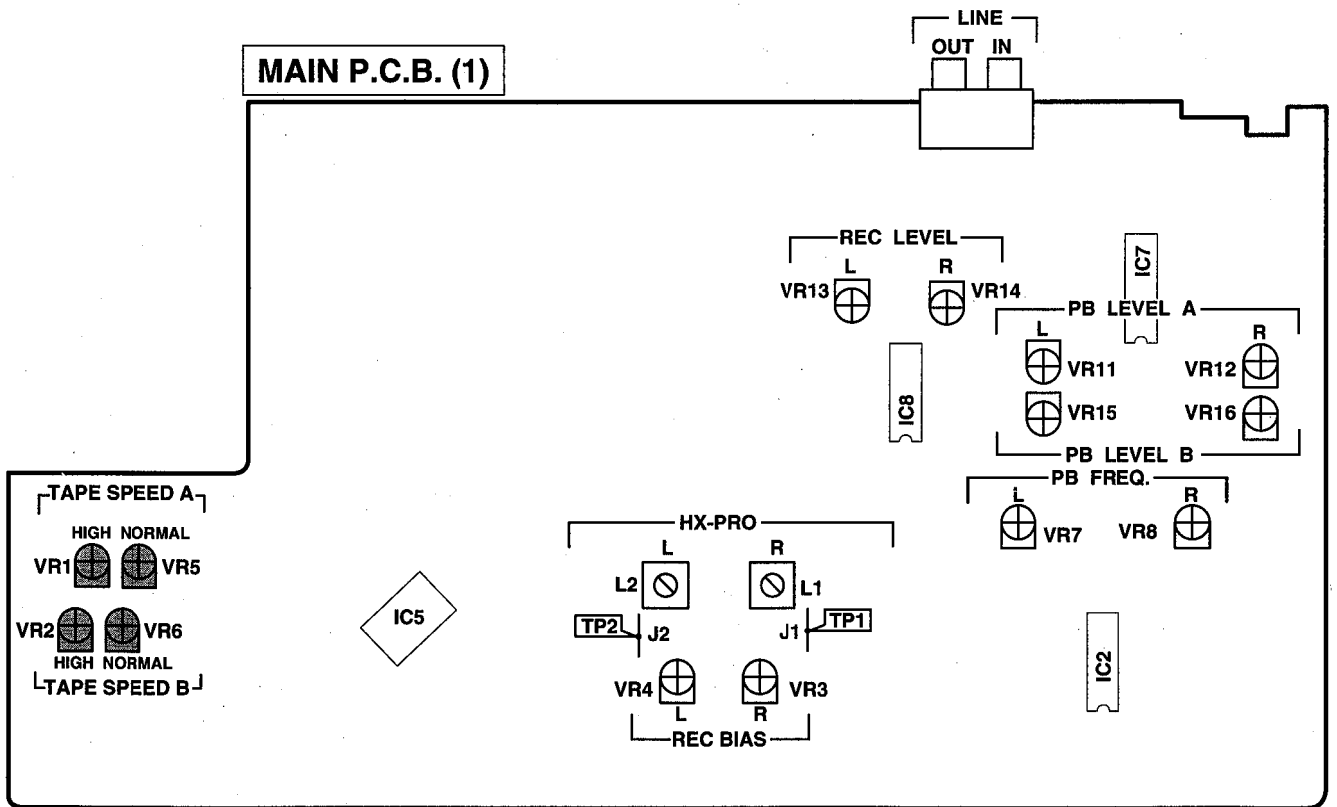 MAIN P.C.B. (1)
LINE
OUT IN
REC LEVEL
L R
VR13 VR14
IC7
PB LEVEL A
L R
VR11 VR12
IC8
VR15 VR16
PB LEVEL B
PB FREQ.
L R
VR7 VR8
TAPE SPEED A
HIGH NORMAL
VR1 VR5
VR2 VR6
HIGH NORMAL
TAPE SPEED B
IC5
HX-PRO
L R
L2 L1
TP2 J2 J1 TP1
VR4 VR3
L R
REC BIAS
IC2